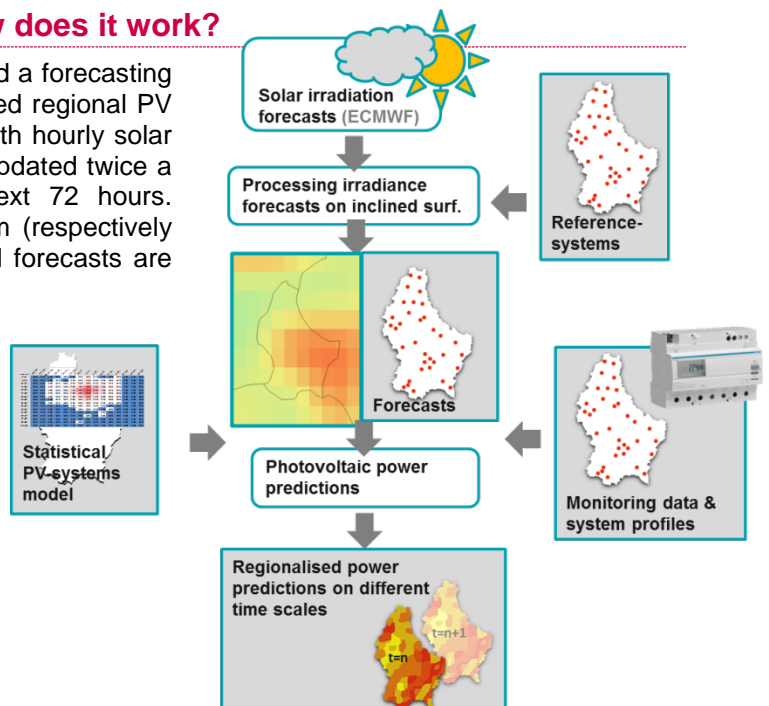 does it work?
d a forecasting
ed regional PV
th hourly solar
odated twice a
ext 72 hours.
m (respectively
forecasts are
Solar irradiation
forecasts (ECMWF)
Processing irradiance
forecasts on inclined surf.
Reference-
systems
Forecasts
Statistical
PV-systems
model
Photovoltaic power
predictions
Monitoring data &
system profiles
Regionalised power
predictions on different
time scales
t=n+1
t=n